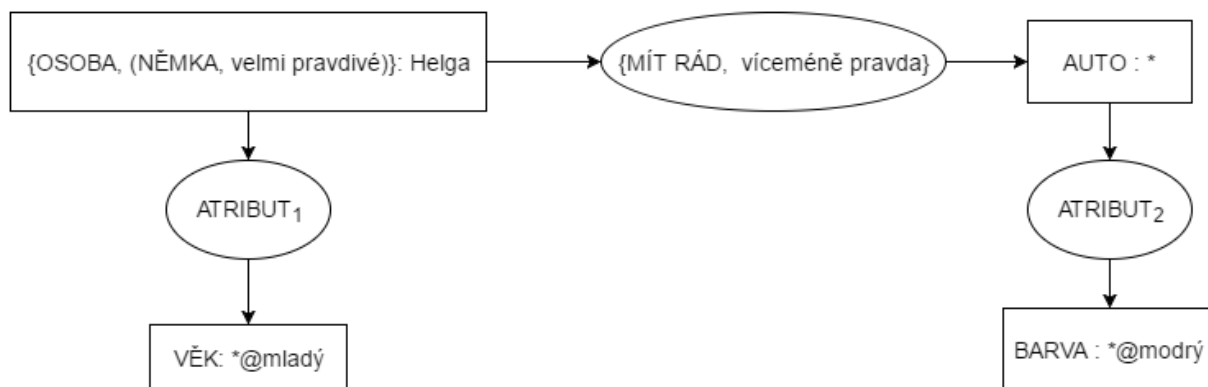 {OSOBA, (NĚMKA, velmi pravdivé)}: Helga
{MÍT RÁD, víceméně pravda}
AUTO : *
ATRIBUT1
ATRIBUT2
VĚK: *@mladý
BARVA : *@modrý